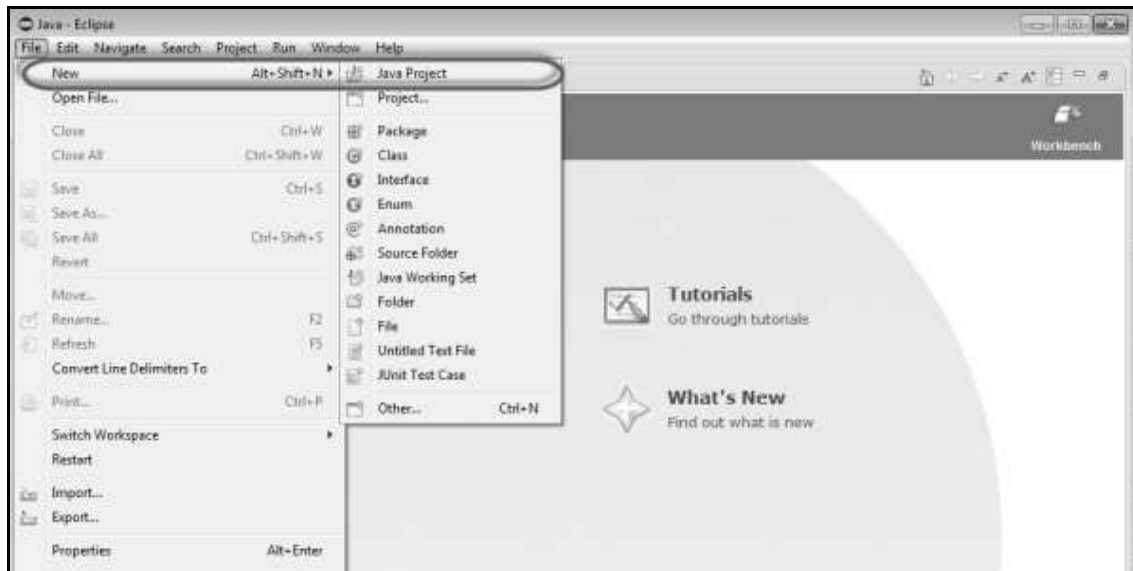 Java - Eclipse
File Edit Navigate Search Project Run Window Help
New Alt+Shift+N
Open File...
Close Ctrl+W
Close All Ctrl+Shift+W
Save Ctrl+S
Save As...
Save All Ctrl+Shift+S
Revert
Move...
Rename... F2
Refresh F5
Convert Line Delimiters To
Print... Ctrl+P
Switch Workspace
Restart
Import...
Export...
Properties Alt+Enter
Java Project
Project...
Package
Class
Interface
Enum
Annotation
Source Folder
Java Working Set
Folder
File
Untitled Text File
JUnit Test Case
Other... Ctrl+N
Workbench
Tutorials
Go through tutorials
What's New
Find out what is new